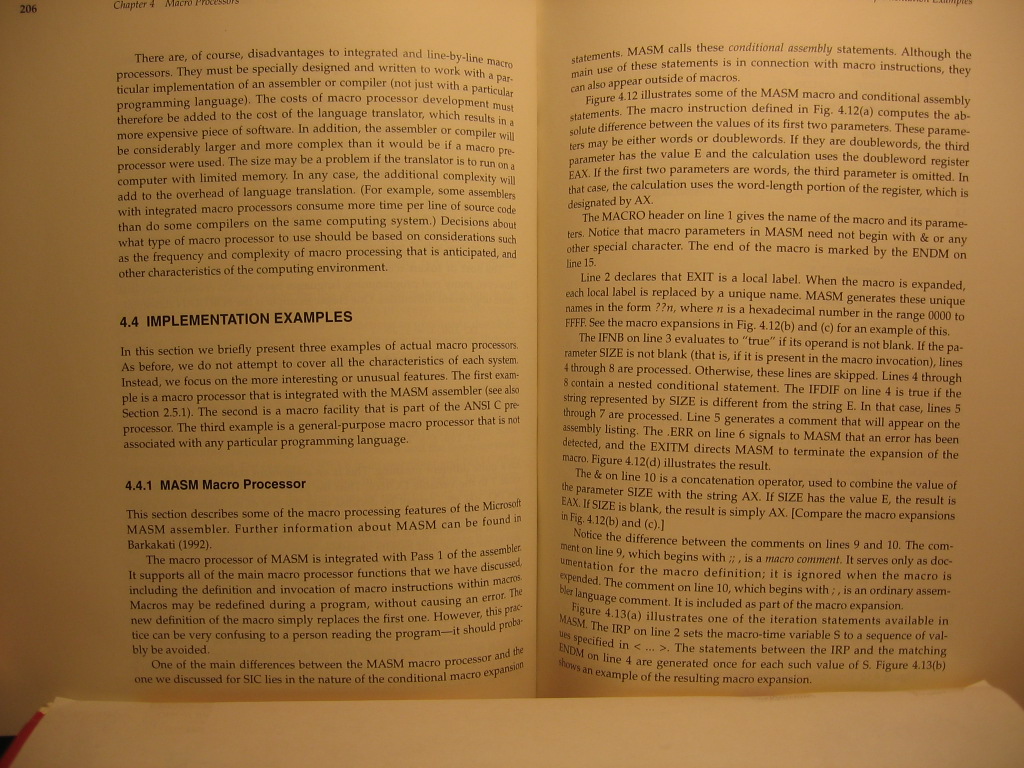 206
Chapter 4 Macro Processors
There are, of course, disadvantages to integrated and line-by-line macro
processors. They must be specially designed and written to work with a par-
ticular implementation of an assembler or compiler (not just with a particular
programming language). The costs of macro processor development must
therefore be added to the cost of the language translator, which results in a
more expensive piece of software. In addition, the assembler or compiler will
be considerably larger and more complex than it would be if a macro pre-
processor were used. The size may be a problem if the translator is to run on a
computer with limited memory. In any case, the additional complexity will
add to the overhead of language translation. (For example, some assemblers
with integrated macro processors consume more time per line of source code
than do some compilers on the same computing system.) Decisions about
what type of macro processor to use should be based on considerations such
as the frequency and complexity of macro processing that is anticipated, and
other characteristics of the computing environment.
4.4 IMPLEMENTATION EXAMPLES
In this section we briefly present three examples of actual macro processors.
As before, we do not attempt to cover all the characteristics of each system.
Instead, we focus on the more interesting or unusual features. The first exam-
ple is a macro processor that is integrated with the MASM assembler (see also
Section 2.5.1). The second is a macro facility that is part of the ANSI C pre-
processor. The third example is a general-purpose macro processor that is not
associated with any particular programming language.
4.4.1 MASM Macro Processor
This section describes some of the macro processing features of the Microsoft
MASM assembler. Further information about MASM can be found in
Barkakati (1992).
The macro processor of MASM is integrated with Pass 1 of the assembler.
It supports all of the main macro processor functions that we have discussed,
including the definition and invocation of macro instructions within macros.
Macros may be redefined during a program, without causing an error. The
new definition of the macro simply replaces the first one. However, this prac-
tice can be very confusing to a person reading the program—it should proba-
bly be avoided.
One of the main differences between the MASM macro processor and the
one we discussed for SIC lies in the nature of the conditional macro expansion
Examples
statements. MASM calls these conditional assembly statements. Although the
main use of these statements is in connection with macro instructions, they
can also appear outside of macros.
Figure 4.12 illustrates some of the MASM macro and conditional assembly
statements. The macro instruction defined in Fig. 4.12(a) computes the ab-
solute difference between the values of its first two parameters. These parame-
ters may be either words or doublewords. If they are doublewords, the third
parameter has the value E and the calculation uses the doubleword register
EAX. If the first two parameters are words, the third parameter is omitted. In
that case, the calculation uses the word-length portion of the register, which is
designated by AX.
The MACRO header on line 1 gives the name of the macro and its parame-
ters. Notice that macro parameters in MASM need not begin with & or any
other special character. The end of the macro is marked by the ENDM on
line 15.
Line 2 declares that EXIT is a local label. When the macro is expanded,
each local label is replaced by a unique name. MASM generates these unique
names in the form ??n, where n is a hexadecimal number in the range 0000 to
FFFF. See the macro expansions in Fig. 4.12(b) and (c) for an example of this.
The IFNB on line 3 evaluates to "true" if its operand is not blank. If the pa-
rameter SIZE is not blank (that is, if it is present in the macro invocation), lines
4 through 8 are processed. Otherwise, these lines are skipped. Lines 4 through
8 contain a nested conditional statement. The IFDIF on line 4 is true if the
string represented by SIZE is different from the string E. In that case, lines 5
through 7 are processed. Line 5 generates a comment that will appear on the
assembly listing. The .ERR on line 6 signals to MASM that an error has been
detected, and the EXITM directs MASM to terminate the expansion of the
macro. Figure 4.12(d) illustrates the result.
The & on line 10 is a concatenation operator, used to combine the value of
the parameter SIZE with the string AX. If SIZE has the value E, the result is
EAX. If SIZE is blank, the result is simply AX. [Compare the macro expansions
in Fig. 4.12(b) and (c).]
Notice the difference between the comments on lines 9 and 10. The com-
ment on line 9, which begins with ;; , is a macro comment. It serves only as doc-
umentation for the macro definition; it is ignored when the macro is
expended. The comment on line 10, which begins with ; , is an ordinary assem-
bler language comment. It is included as part of the macro expansion.
Figure 4.13(a) illustrates one of the iteration statements available in
MASM. The IRP on line 2 sets the macro-time variable S to a sequence of val-
ues specified in < ... >. The statements between the IRP and the matching
ENDM on line 4 are generated once for each such value of S. Figure 4.13(b)
shows an example of the resulting macro expansion.